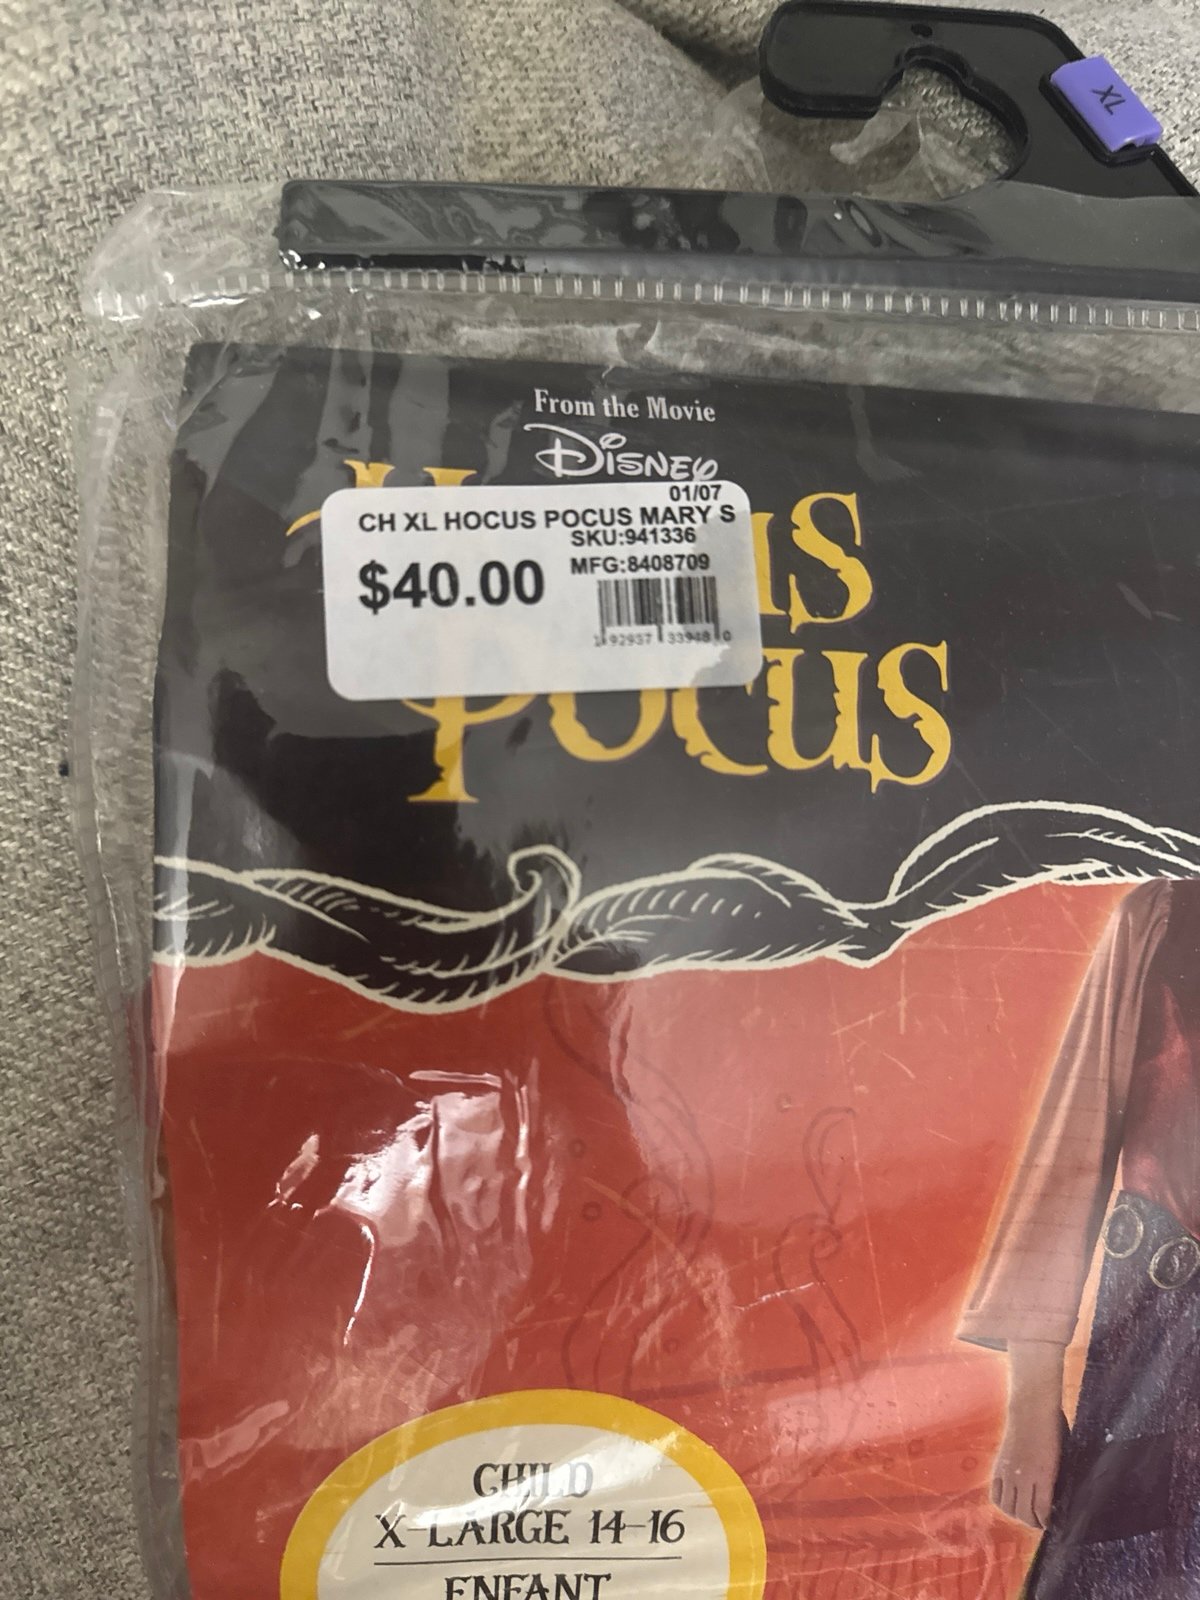 XL
From the Movie
Disney
01/07
CH XL HOCUS POCUS MARY S
SKU:941336
$40.00
MFG:8408709
POCUS
CHILD
X-LARGE 14-16
ENFANT